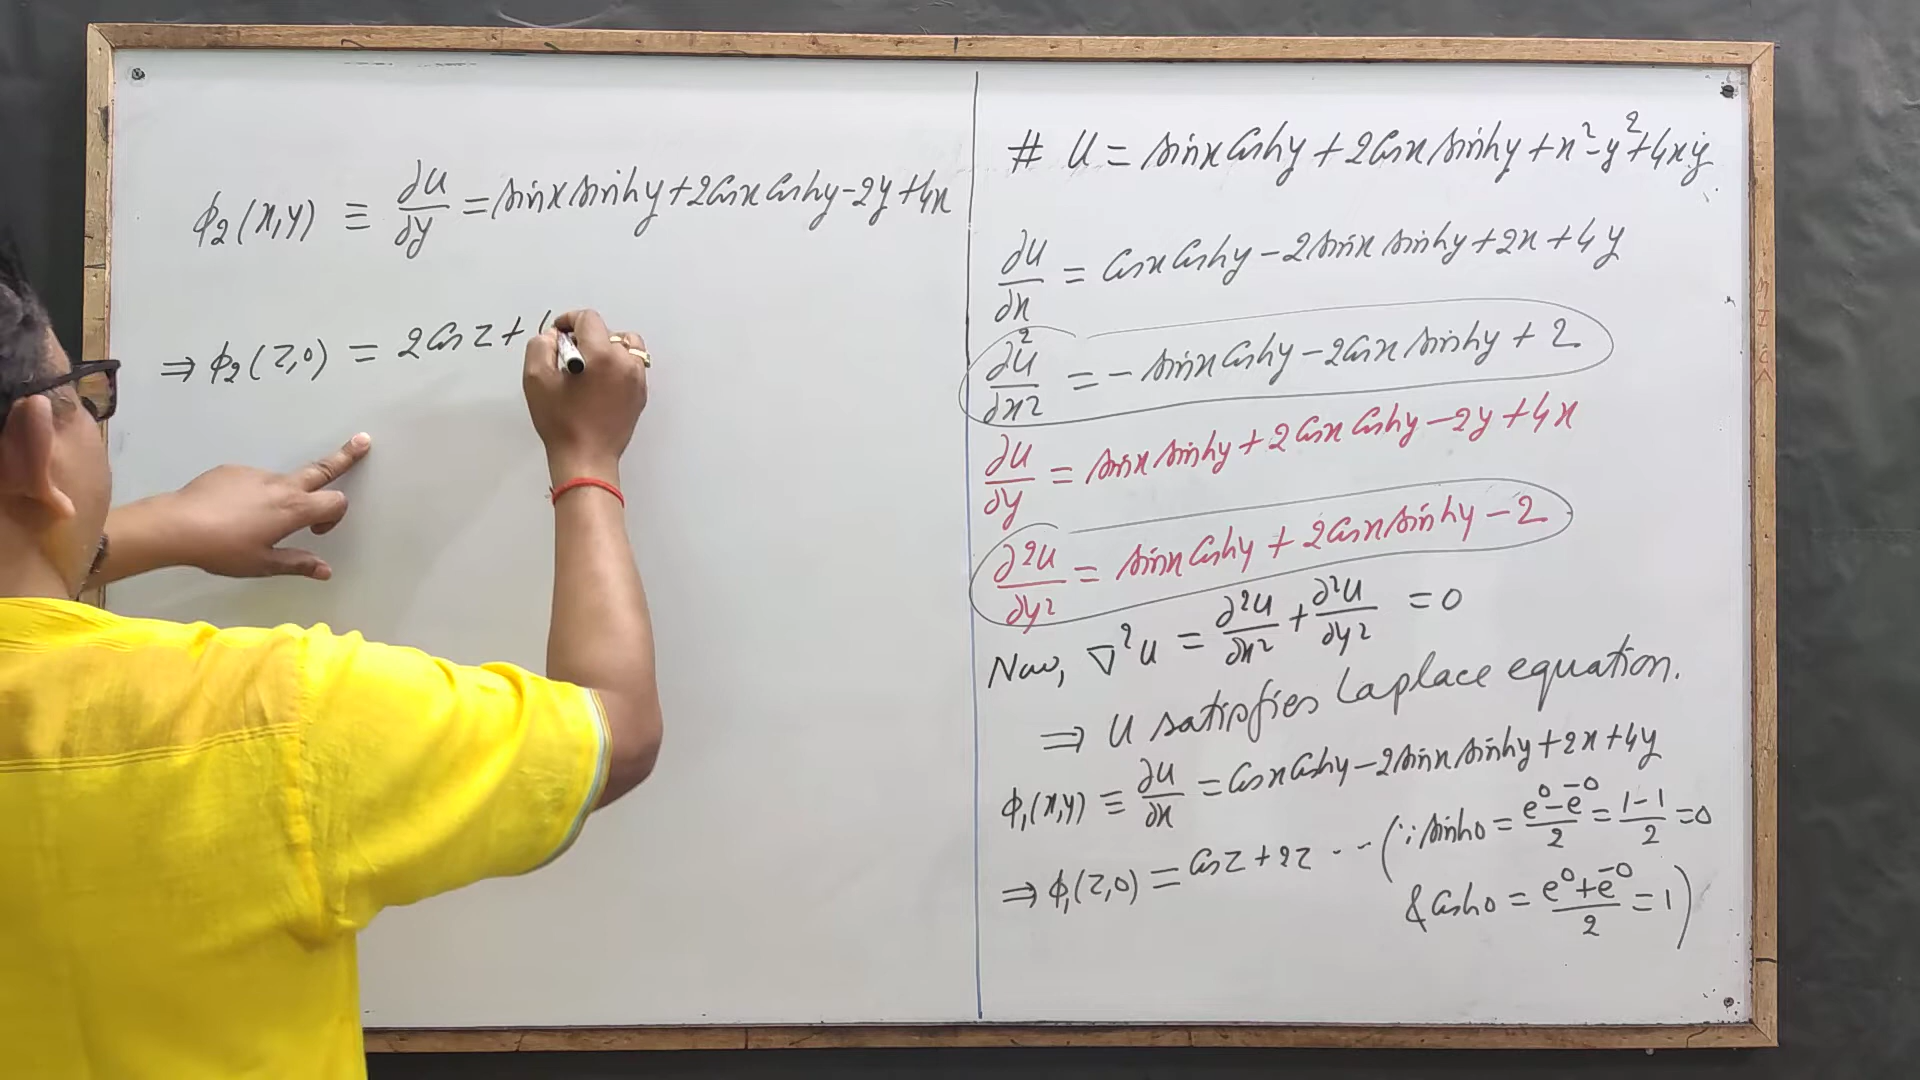 ϕ₂(x,y) ≡ ∂u/∂y = sinx sinhy + 2cosx coshy - 2y + 4x
⇒ ϕ₂(z,0) = 2cosz +
# u = sinx coshy + 2cosx sinhy + x² - y² + 4xy
∂u/∂x = cosx coshy - 2sinx sinhy + 2x + 4y
∂²u/∂x² = - sinx coshy - 2cosx sinhy + 2
∂u/∂y = sinx sinhy + 2cosx coshy - 2y + 4x
∂²u/∂y² = sinx coshy + 2cosx sinhy - 2
Now, ∇²u = ∂²u/∂x² + ∂²u/∂y² = 0
⇒ u satisfies Laplace equation.
ϕ₁(x,y) ≡ ∂u/∂x = cosx coshy - 2sinx sinhy + 2x + 4y
⇒ ϕ₁(z,0) = cosz + 2z -- (∵ sinh0 = (e⁰ - e⁻⁰)/2 = (1-1)/2 = 0
& cosh0 = (e⁰ + e⁻⁰)/2 = 1)